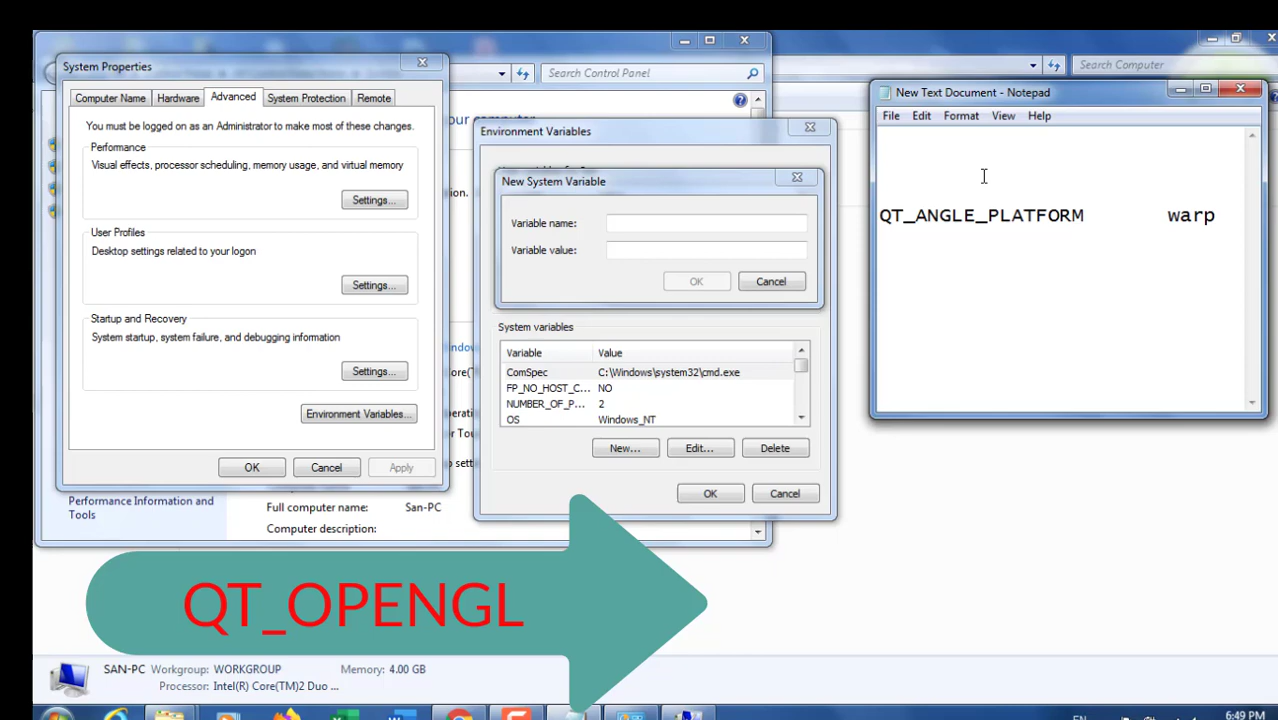 System Properties
Computer Name Hardware Advanced System Protection Remote
You must be logged on as an Administrator to make most of these changes.
Performance
Visual effects, processor scheduling, memory usage, and virtual memory
Settings...
User Profiles
Desktop settings related to your logon
Settings...
Startup and Recovery
System startup, system failure, and debugging information
Settings...
Environment Variables...
OK Cancel Apply
Search Control Panel
Performance Information and
Tools
Full computer name: San-PC
Computer description:
Environment Variables
New System Variable
Variable name:
Variable value:
OK Cancel
System variables
Variable Value
ComSpec C:\Windows\system32\cmd.exe
FP_NO_HOST_C... NO
NUMBER_OF_P... 2
OS Windows_NT
New... Edit... Delete
OK Cancel
Search Computer
New Text Document - Notepad
File Edit Format View Help
QT_ANGLE_PLATFORM warp
QT_OPENGL
SAN-PC Workgroup: WORKGROUP Memory: 4.00 GB
Processor: Intel(R) Core(TM)2 Duo ...
6:49 PM